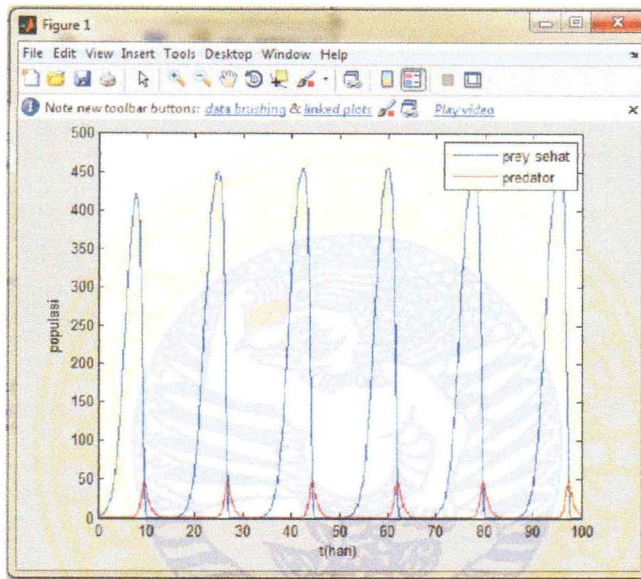 Figure 1
File Edit View Insert Tools Desktop Window Help
Note new toolbar buttons: data brushing & linked plots Play video
500
450
400
350
300
250
200
150
100
50
0
populasi
prey sehat
predator
0 10 20 30 40 50 60 70 80 90 100
t(hari)